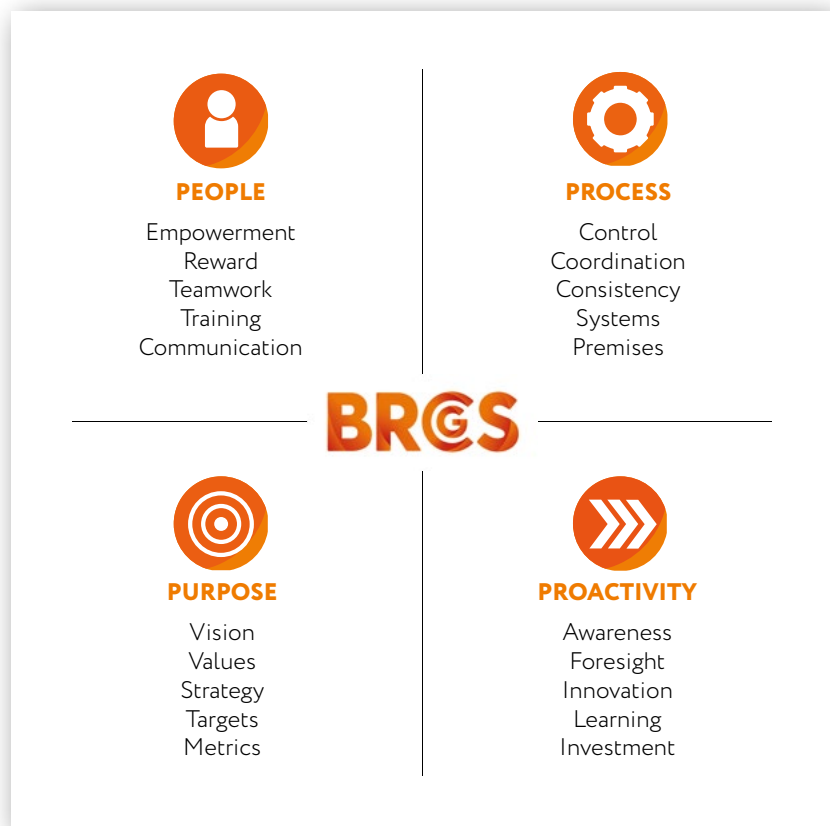 PEOPLE
Empowerment
Reward
Teamwork
Training
Communication
PROCESS
Control
Coordination
Consistency
Systems
Premises
BRCGS
PURPOSE
Vision
Values
Strategy
Targets
Metrics
PROACTIVITY
Awareness
Foresight
Innovation
Learning
Investment